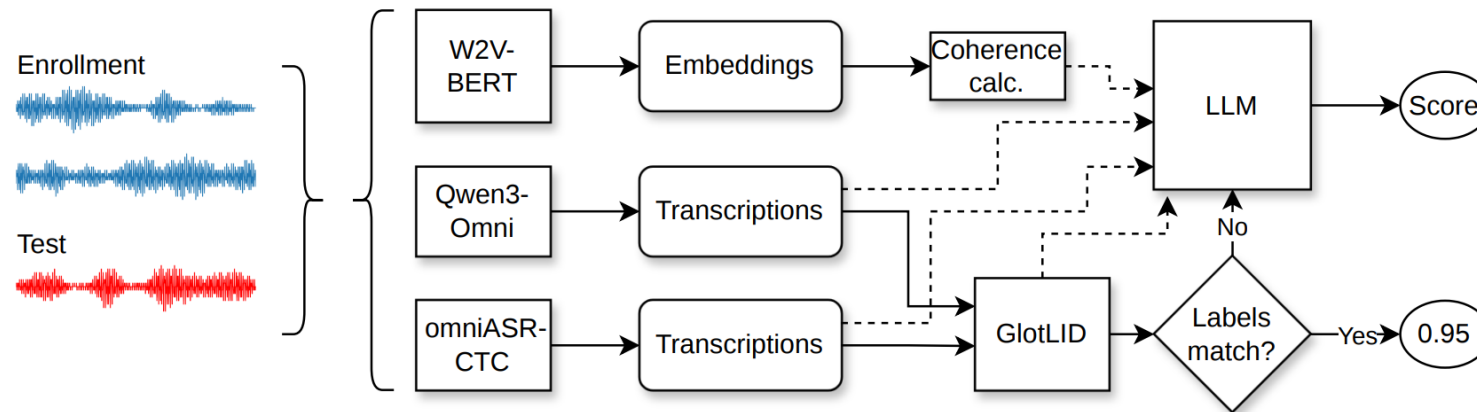 Enrollment
Test
W2V-
BERT
Embeddings
Coherence
calc.
LLM
Score
Qwen3-
Omni
Transcriptions
No
omniASR-
CTC
Transcriptions
GlotLID
Labels
match?
Yes
0.95